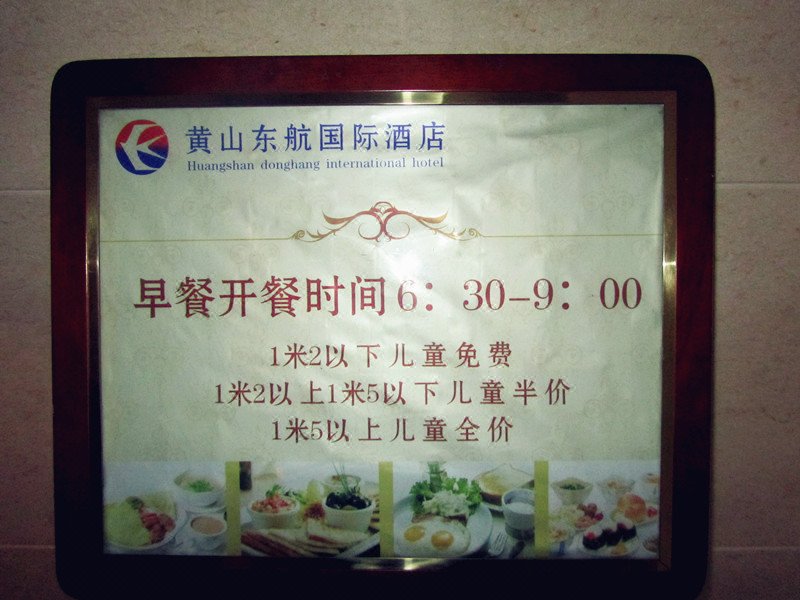 黄山东航国际酒店
Huangshan donghang international hotel
早餐开餐时间6：30-9：00
1米2以下儿童免费
1米2以上1米5以下儿童半价
1米5以上儿童全价